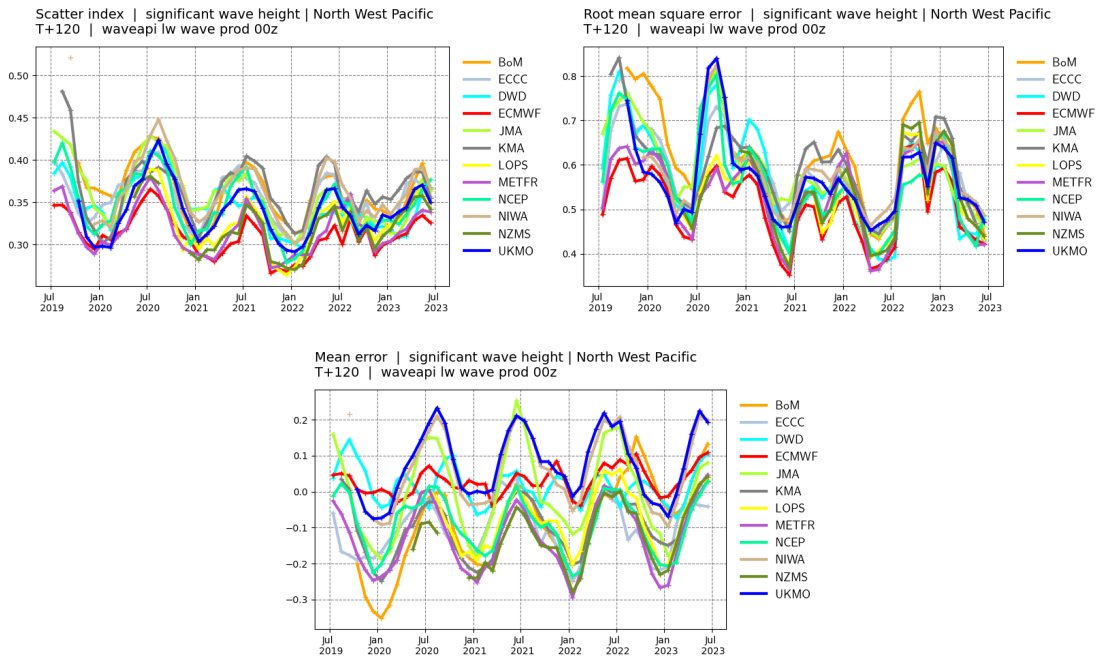 Scatter index | significant wave height | North West Pacific
T+120 | waveapi lw wave prod 00z
0.50
0.45
0.40
0.35
0.30
Jul 2019
Jan 2020
Jul 2020
Jan 2021
Jul 2021
Jan 2022
Jul 2022
Jan 2023
Jul 2023
BoM
ECCC
DWD
ECMWF
JMA
KMA
LOPS
METFR
NCEP
NIWA
NZMS
UKMO
Root mean square error | significant wave height | North West Pacific
T+120 | waveapi lw wave prod 00z
0.8
0.7
0.6
0.5
0.4
Jul 2019
Jan 2020
Jul 2020
Jan 2021
Jul 2021
Jan 2022
Jul 2022
Jan 2023
Jul 2023
BoM
ECCC
DWD
ECMWF
JMA
KMA
LOPS
METFR
NCEP
NIWA
NZMS
UKMO
Mean error | significant wave height | North West Pacific
T+120 | waveapi lw wave prod 00z
0.2
0.1
0.0
−0.1
−0.2
−0.3
Jul 2019
Jan 2020
Jul 2020
Jan 2021
Jul 2021
Jan 2022
Jul 2022
Jan 2023
Jul 2023
BoM
ECCC
DWD
ECMWF
JMA
KMA
LOPS
METFR
NCEP
NIWA
NZMS
UKMO